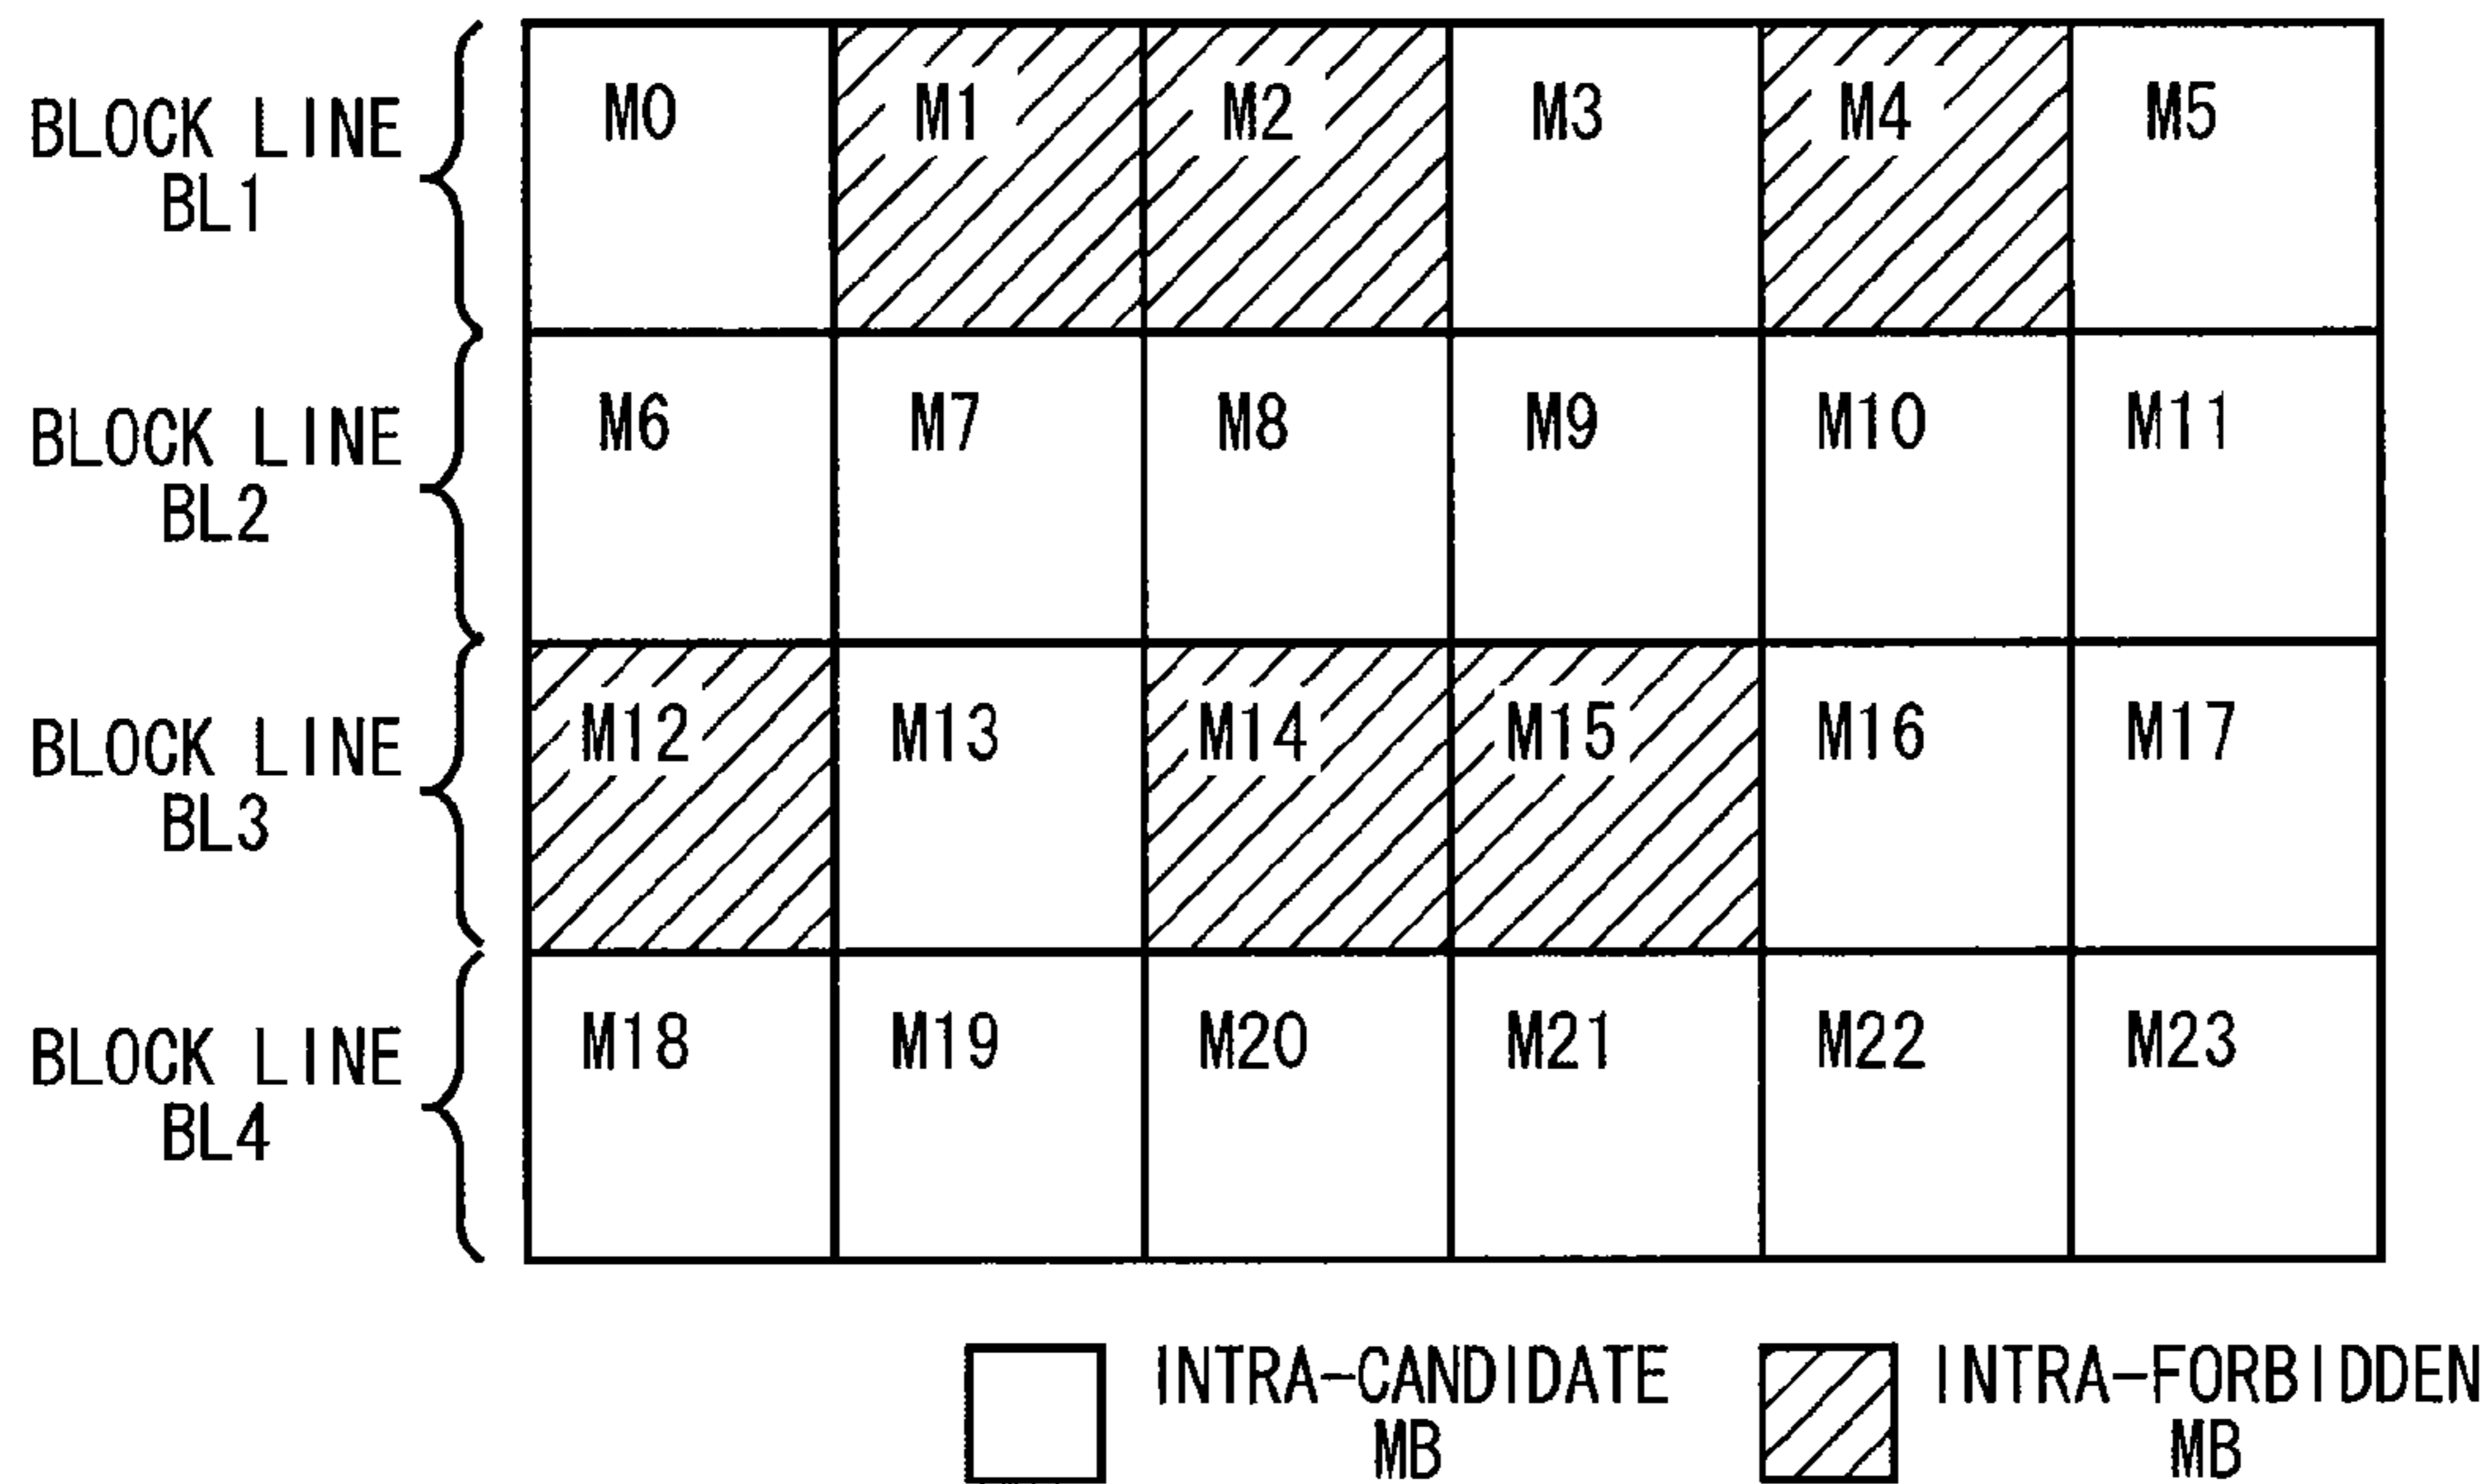 BLOCK LINE
BL1
M0 M1 M2 M3 M4 M5
BLOCK LINE
BL2
M6 M7 M8 M9 M10 M11
BLOCK LINE
BL3
M12 M13 M14 M15 M16 M17
BLOCK LINE
BL4
M18 M19 M20 M21 M22 M23
INTRA-CANDIDATE
MB
INTRA-FORBIDDEN
MB